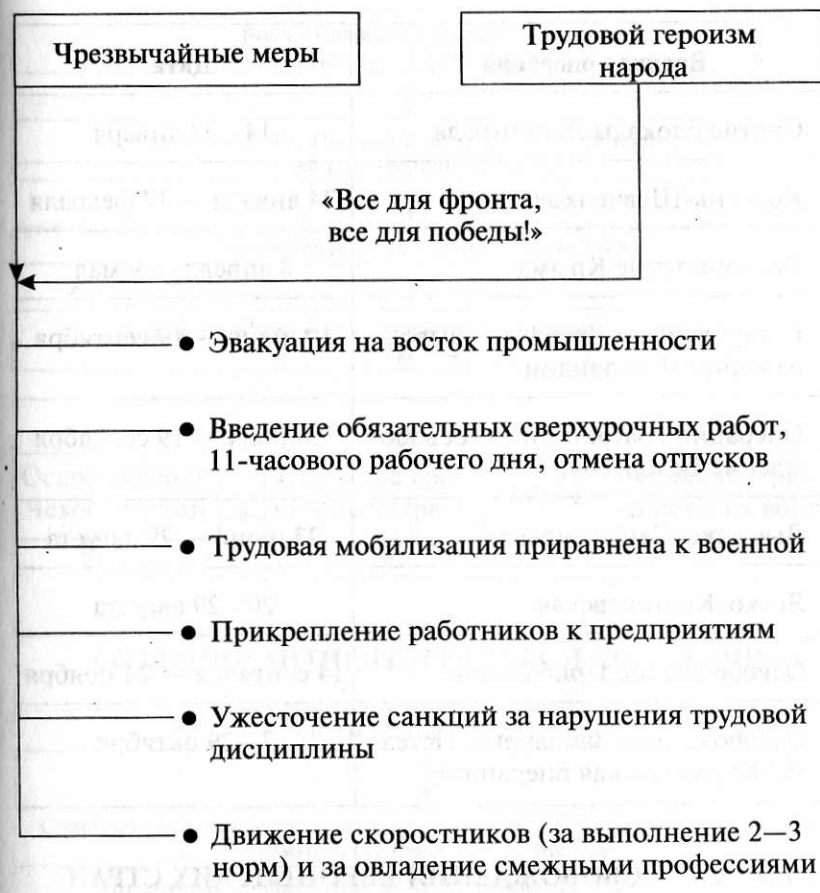 Чрезвычайные меры
Трудовой героизм
народа
«Все для фронта,
все для победы!»
● Эвакуация на восток промышленности
● Введение обязательных сверхурочных работ,
11-часового рабочего дня, отмена отпусков
● Трудовая мобилизация приравнена к военной
● Прикрепление работников к предприятиям
● Ужесточение санкций за нарушения трудовой
дисциплины
● Движение скоростников (за выполнение 2—3
норм) и за овладение смежными профессиями